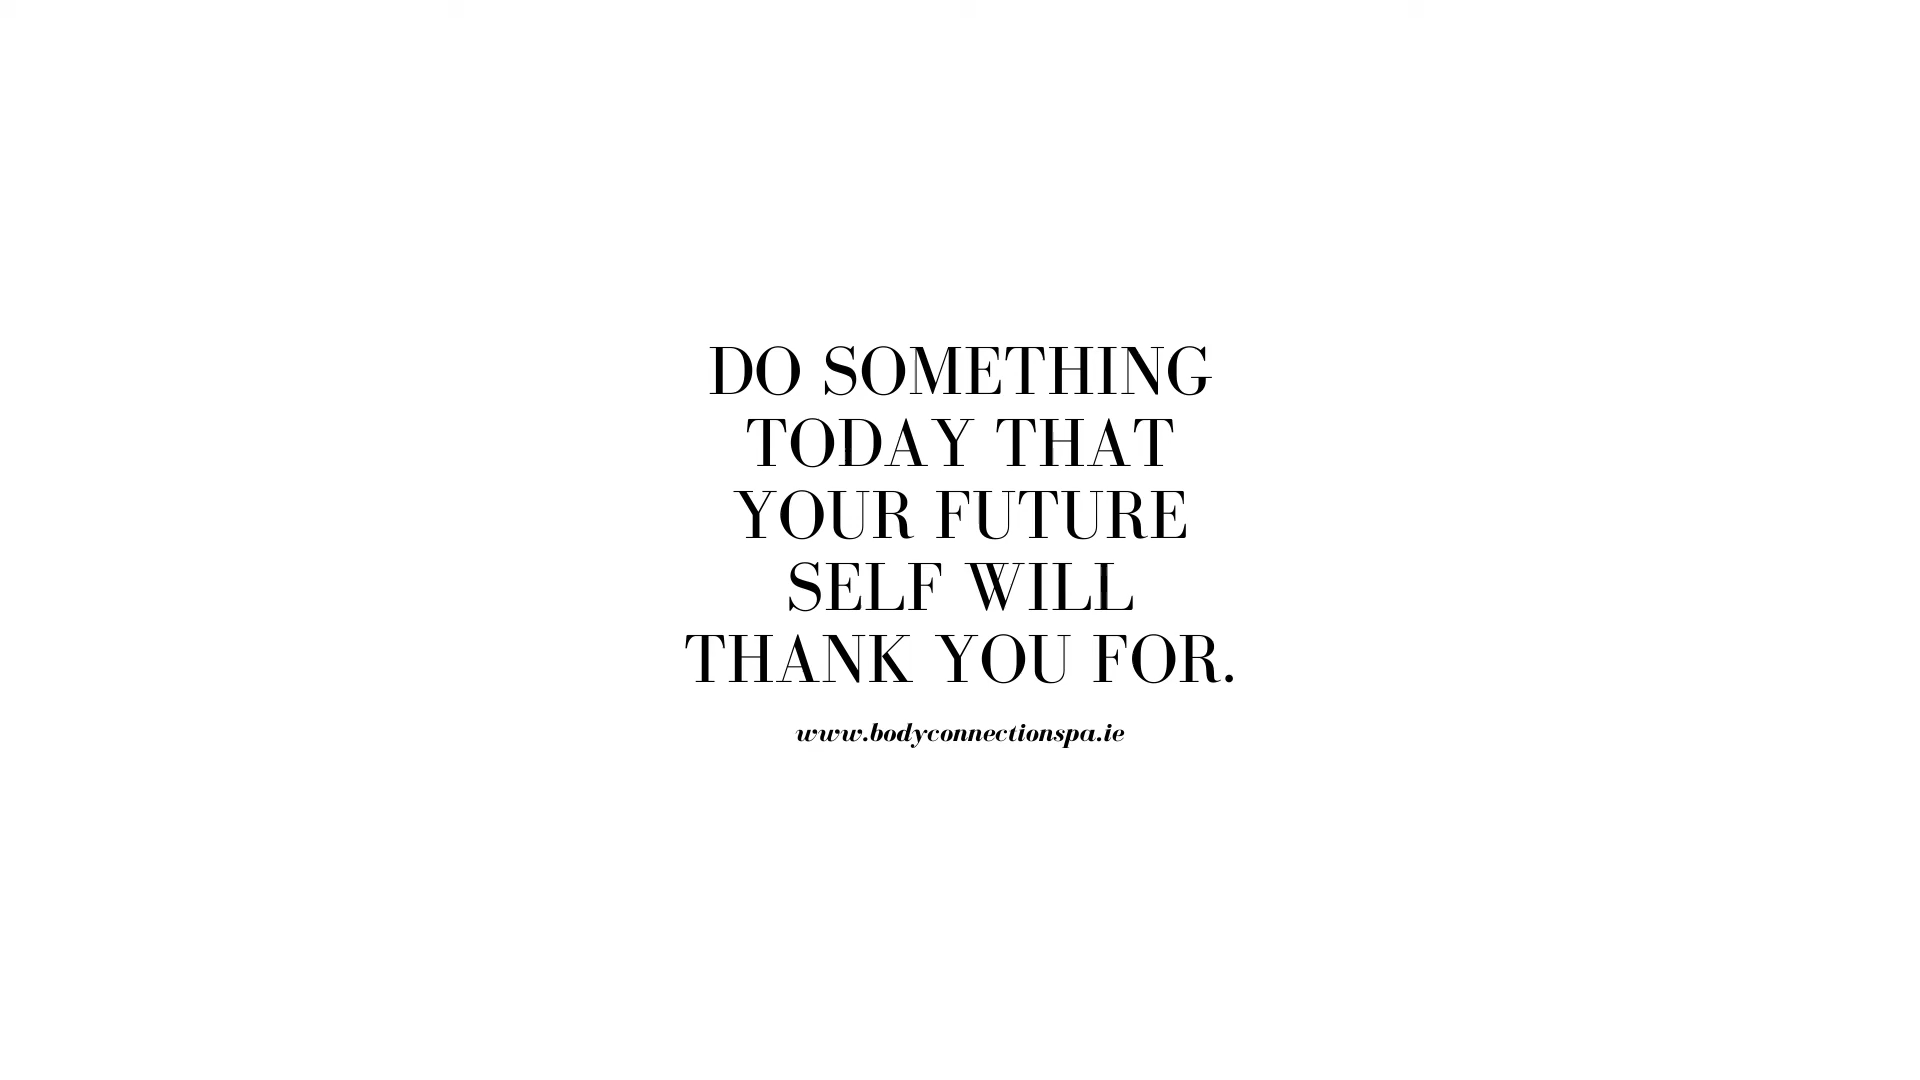 DO SOMETHING
TODAY THAT
YOUR FUTURE
SELF WILL
THANK YOU FOR.
www.bodyconnectionspa.ie